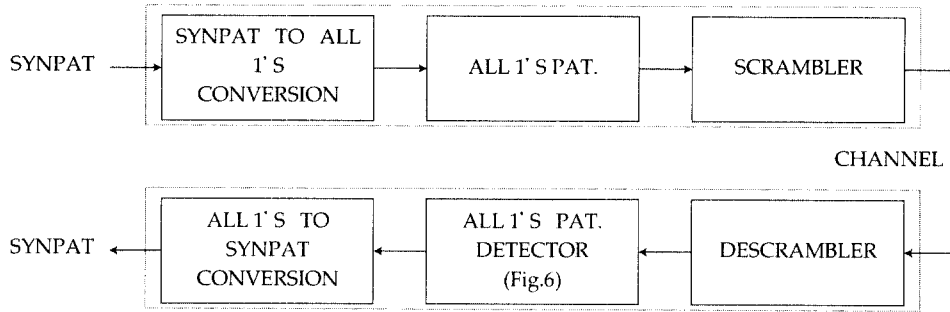 SYNPAT
SYNPAT TO ALL
1'S
CONVERSION
ALL 1'S PAT.
SCRAMBLER
CHANNEL
SYNPAT
ALL 1'S TO
SYNPAT
CONVERSION
ALL 1'S PAT.
DETECTOR
(Fig.6)
DESCRAMBLER